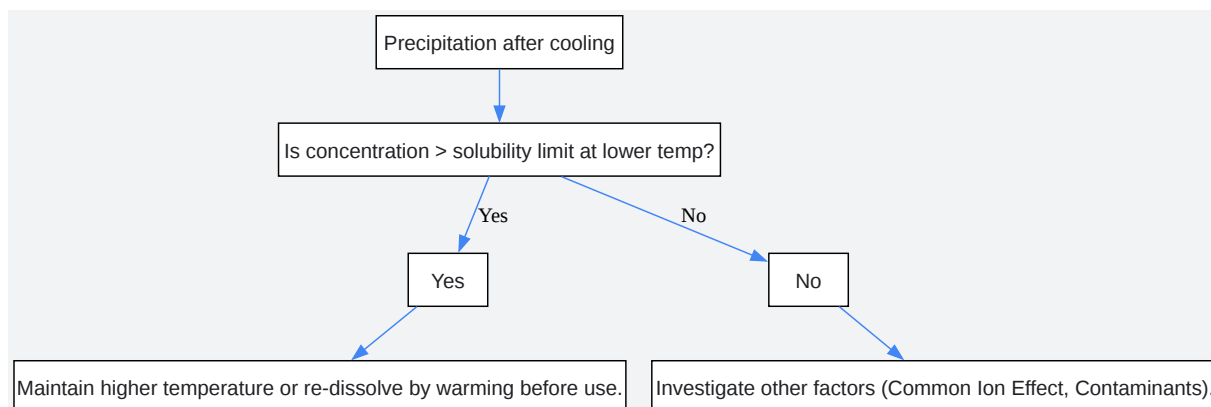 Precipitation after cooling
Is concentration > solubility limit at lower temp?
Yes
No
Yes
No
Maintain higher temperature or re-dissolve by warming before use.
Investigate other factors (Common Ion Effect, Contaminants).